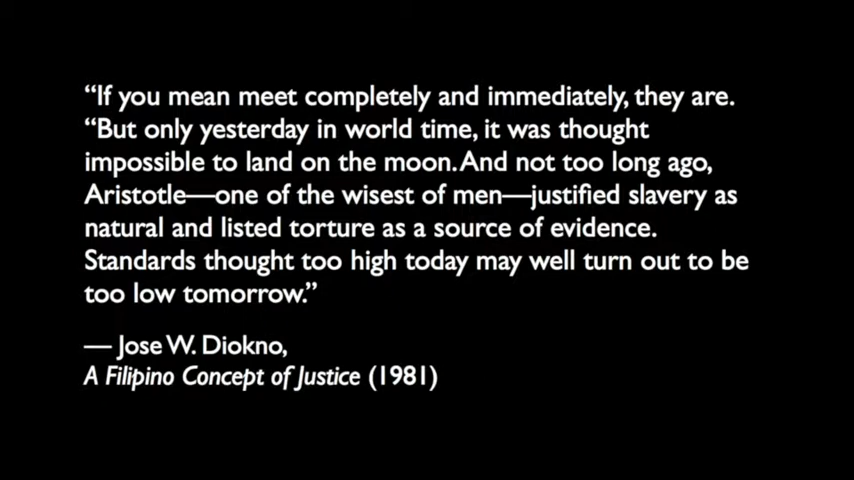 “If you mean meet completely and immediately, they are.
“But only yesterday in world time, it was thought
impossible to land on the moon. And not too long ago,
Aristotle—one of the wisest of men—justified slavery as
natural and listed torture as a source of evidence.
Standards thought too high today may well turn out to be
too low tomorrow.”
— Jose W. Diokno,
A Filipino Concept of Justice (1981)